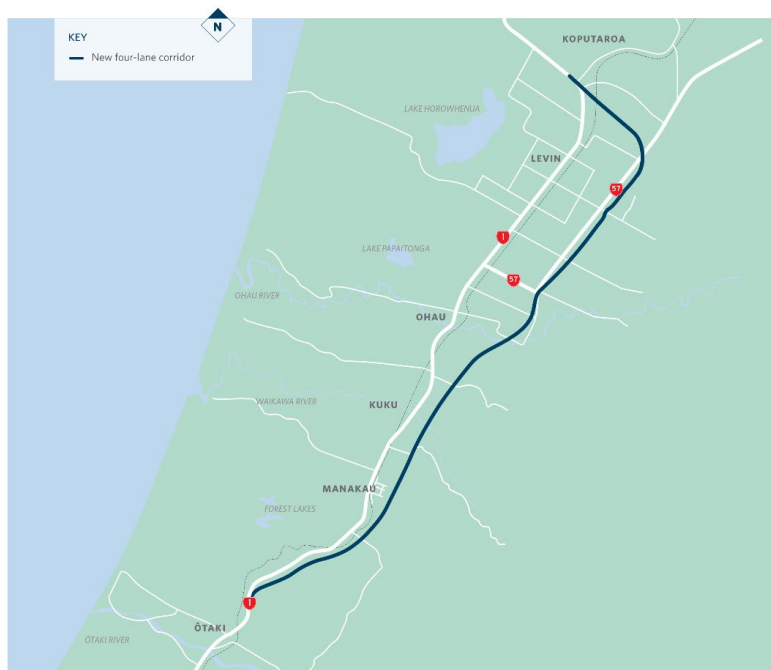 N
KEY
New four-lane corridor
KOPUTAROA
LAKE HOROWHENUA
LEVIN
57
1
LAKE PAPAITONGA
57
OHAU RIVER
OHAU
WAIKAWA RIVER
KUKU
MANAKAU
FOREST LAKES
1
ŌTAKI
ŌTAKI RIVER